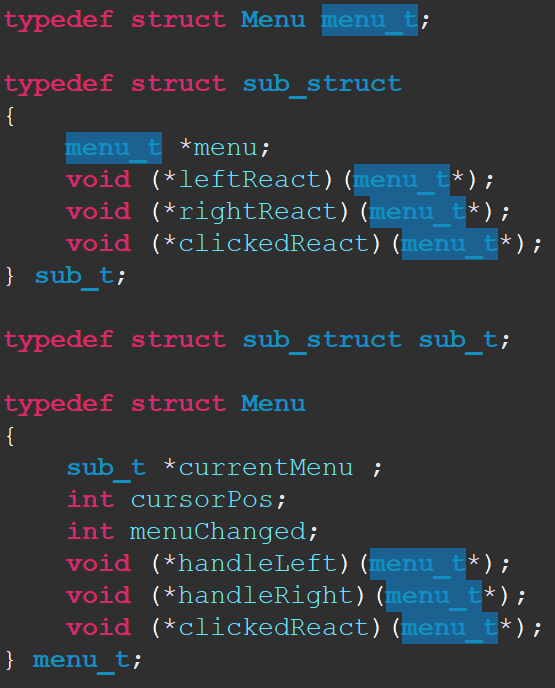 typedef struct Menu menu_t;
typedef struct sub_struct
{
menu_t *menu;
void (*leftReact)(menu_t*);
void (*rightReact)(menu_t*);
void (*clickedReact)(menu_t*);
} sub_t;
typedef struct sub_struct sub_t;
typedef struct Menu
{
sub_t *currentMenu ;
int cursorPos;
int menuChanged;
void (*handleLeft)(menu_t*);
void (*handleRight)(menu_t*);
void (*clickedReact)(menu_t*);
} menu_t;